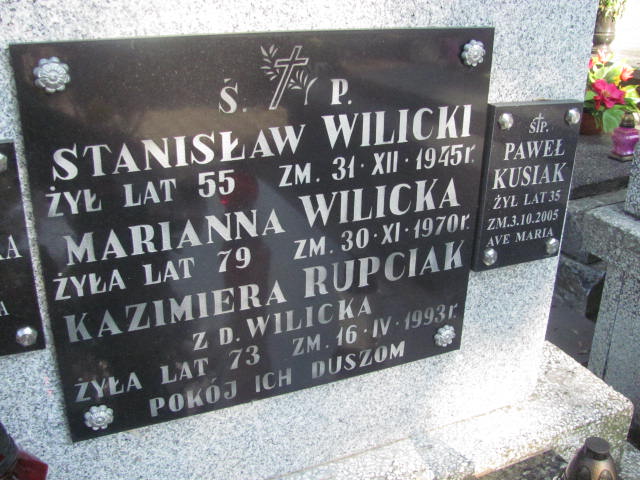 Ś. P.
STANISŁAW WILICKI
ŻYŁ LAT 55 ZM. 31·XII·1945r.
MARIANNA WILICKA
ŻYŁA LAT 79 ZM. 30·XI·1970r.
KAZIMIERA RUPCIAK
Z D. WILICKA
ŻYŁA LAT 73 ZM. 16·IV·1993r.
POKÓJ ICH DUSZOM
ŚP.
PAWEŁ
KUSIAK
ŻYŁ LAT 35
ZM.3.10.2005
AVE MARIA